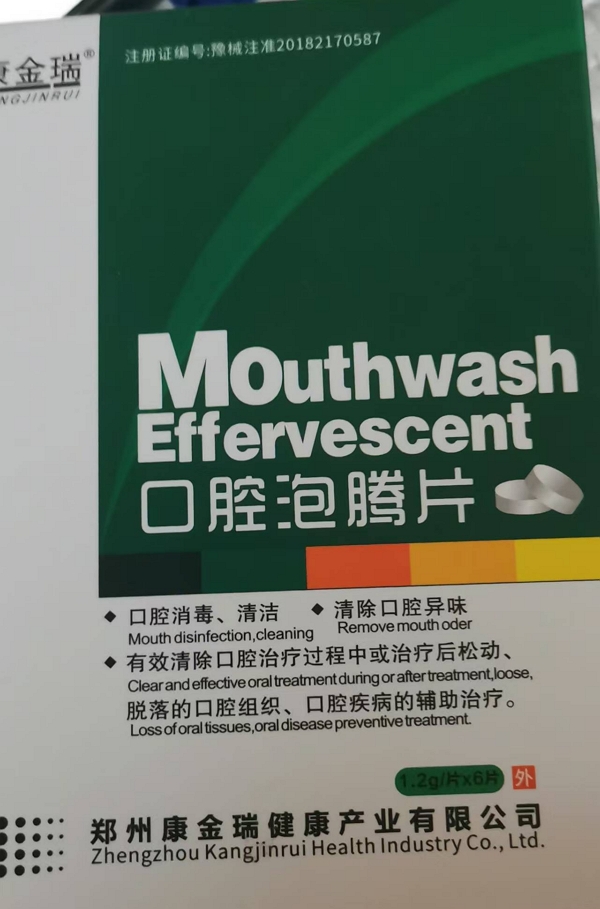 注册证编号:豫械注准20182170587
康金瑞®
NGJINRUI
Mouthwash
Effervescent
口腔泡腾片
◆ 口腔消毒、清洁 ◆ 清除口腔异味
Mouth disinfection,cleaning Remove mouth oder
◆ 有效清除口腔治疗过程中或治疗后松动、
Clear and effective oral treatment during or after treatment,loose,
脱落的口腔组织、口腔疾病的辅助治疗。
Loss of oral tissues,oral disease preventive treatment.
1.2g/片x6片 外
郑州康金瑞健康产业有限公司
Zhengzhou Kangjinrui Health Industry Co., Ltd.